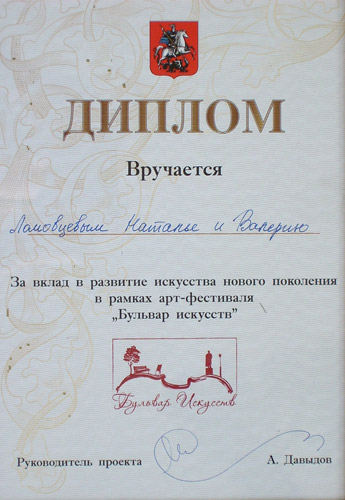 ДИПЛОМ
Вручается
Ломовцевым Наталье и Валерию
За вклад в развитие искусства нового поколения
в рамках арт-фестиваля
„Бульвар искусств”
Бульвар Искусств
Руководитель проекта А. Давыдов